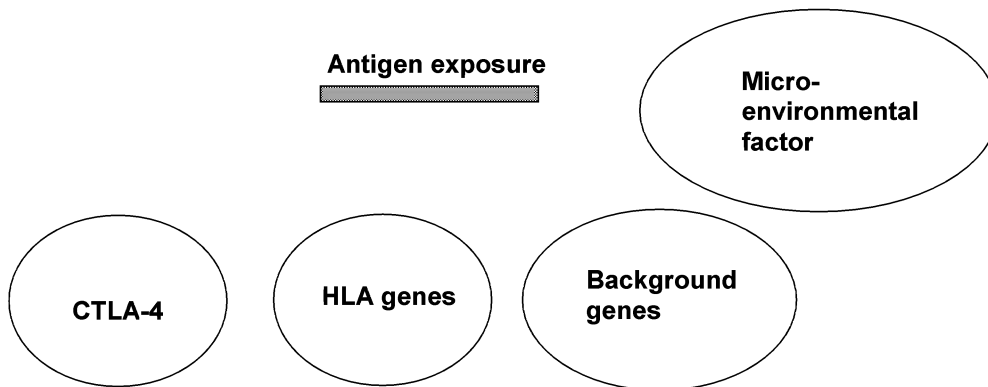 Antigen exposure
Micro-
environmental
factor
CTLA-4
HLA genes
Background
genes